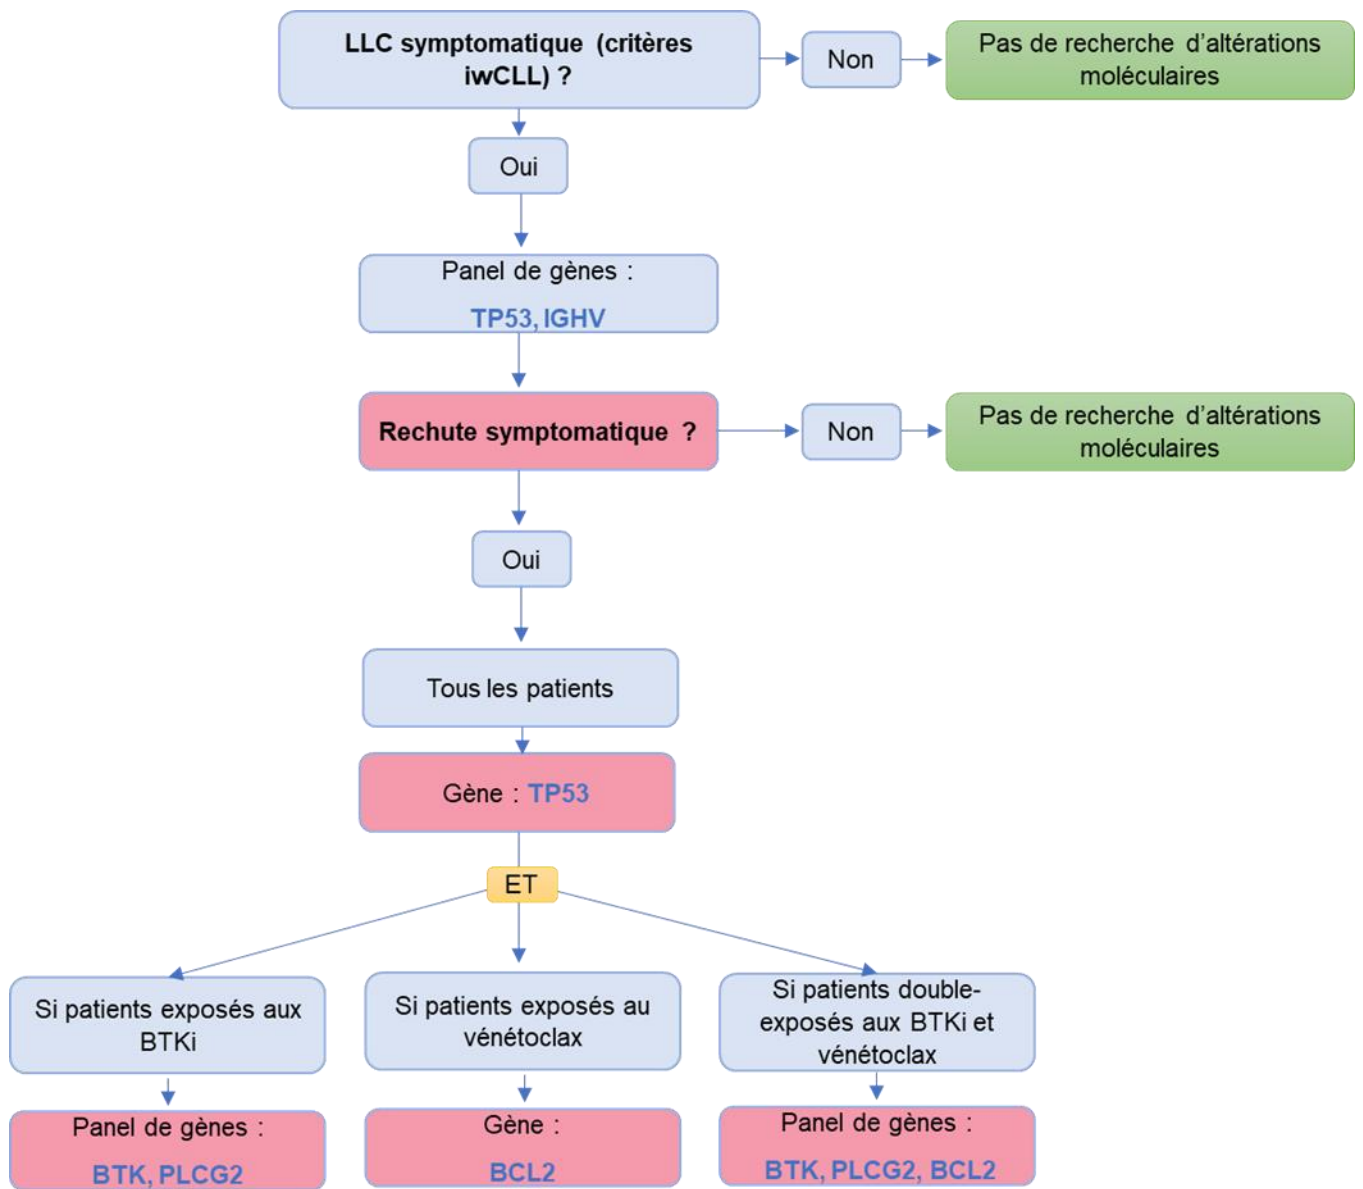 LLC symptomatique (critères
iwCLL) ?
Non
Pas de recherche d’altérations
moléculaires
Oui
Panel de gènes :
TP53, IGHV
Rechute symptomatique ?
Non
Pas de recherche d’altérations
moléculaires
Oui
Tous les patients
Gène : TP53
ET
Si patients exposés aux
BTKi
Si patients exposés au
vénétoclax
Si patients double-
exposés aux BTKi et
vénétoclax
Panel de gènes :
BTK, PLCG2
Gène :
BCL2
Panel de gènes :
BTK, PLCG2, BCL2